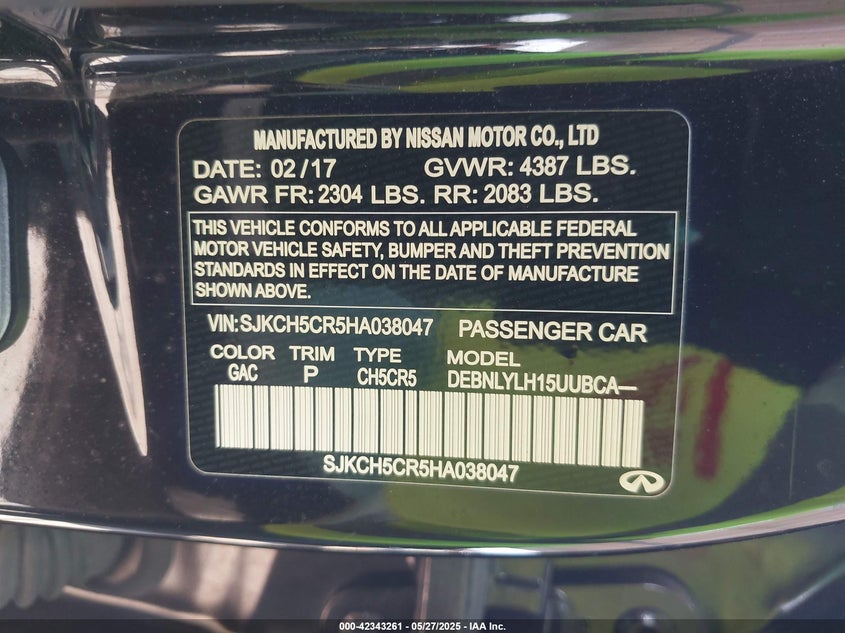 MANUFACTURED BY NISSAN MOTOR CO., LTD
DATE: 02/17 GVWR: 4387 LBS.
GAWR FR: 2304 LBS. RR: 2083 LBS.
THIS VEHICLE CONFORMS TO ALL APPLICABLE FEDERAL
MOTOR VEHICLE SAFETY, BUMPER AND THEFT PREVENTION
STANDARDS IN EFFECT ON THE DATE OF MANUFACTURE
SHOWN ABOVE.
VIN:SJKCH5CR5HA038047 PASSENGER CAR
COLOR TRIM TYPE MODEL
GAC P CH5CR5 DEBNLYLH15UUBCA—
SJKCH5CR5HA038047
000-42343261 - 05/27/2025 - IAA Inc.